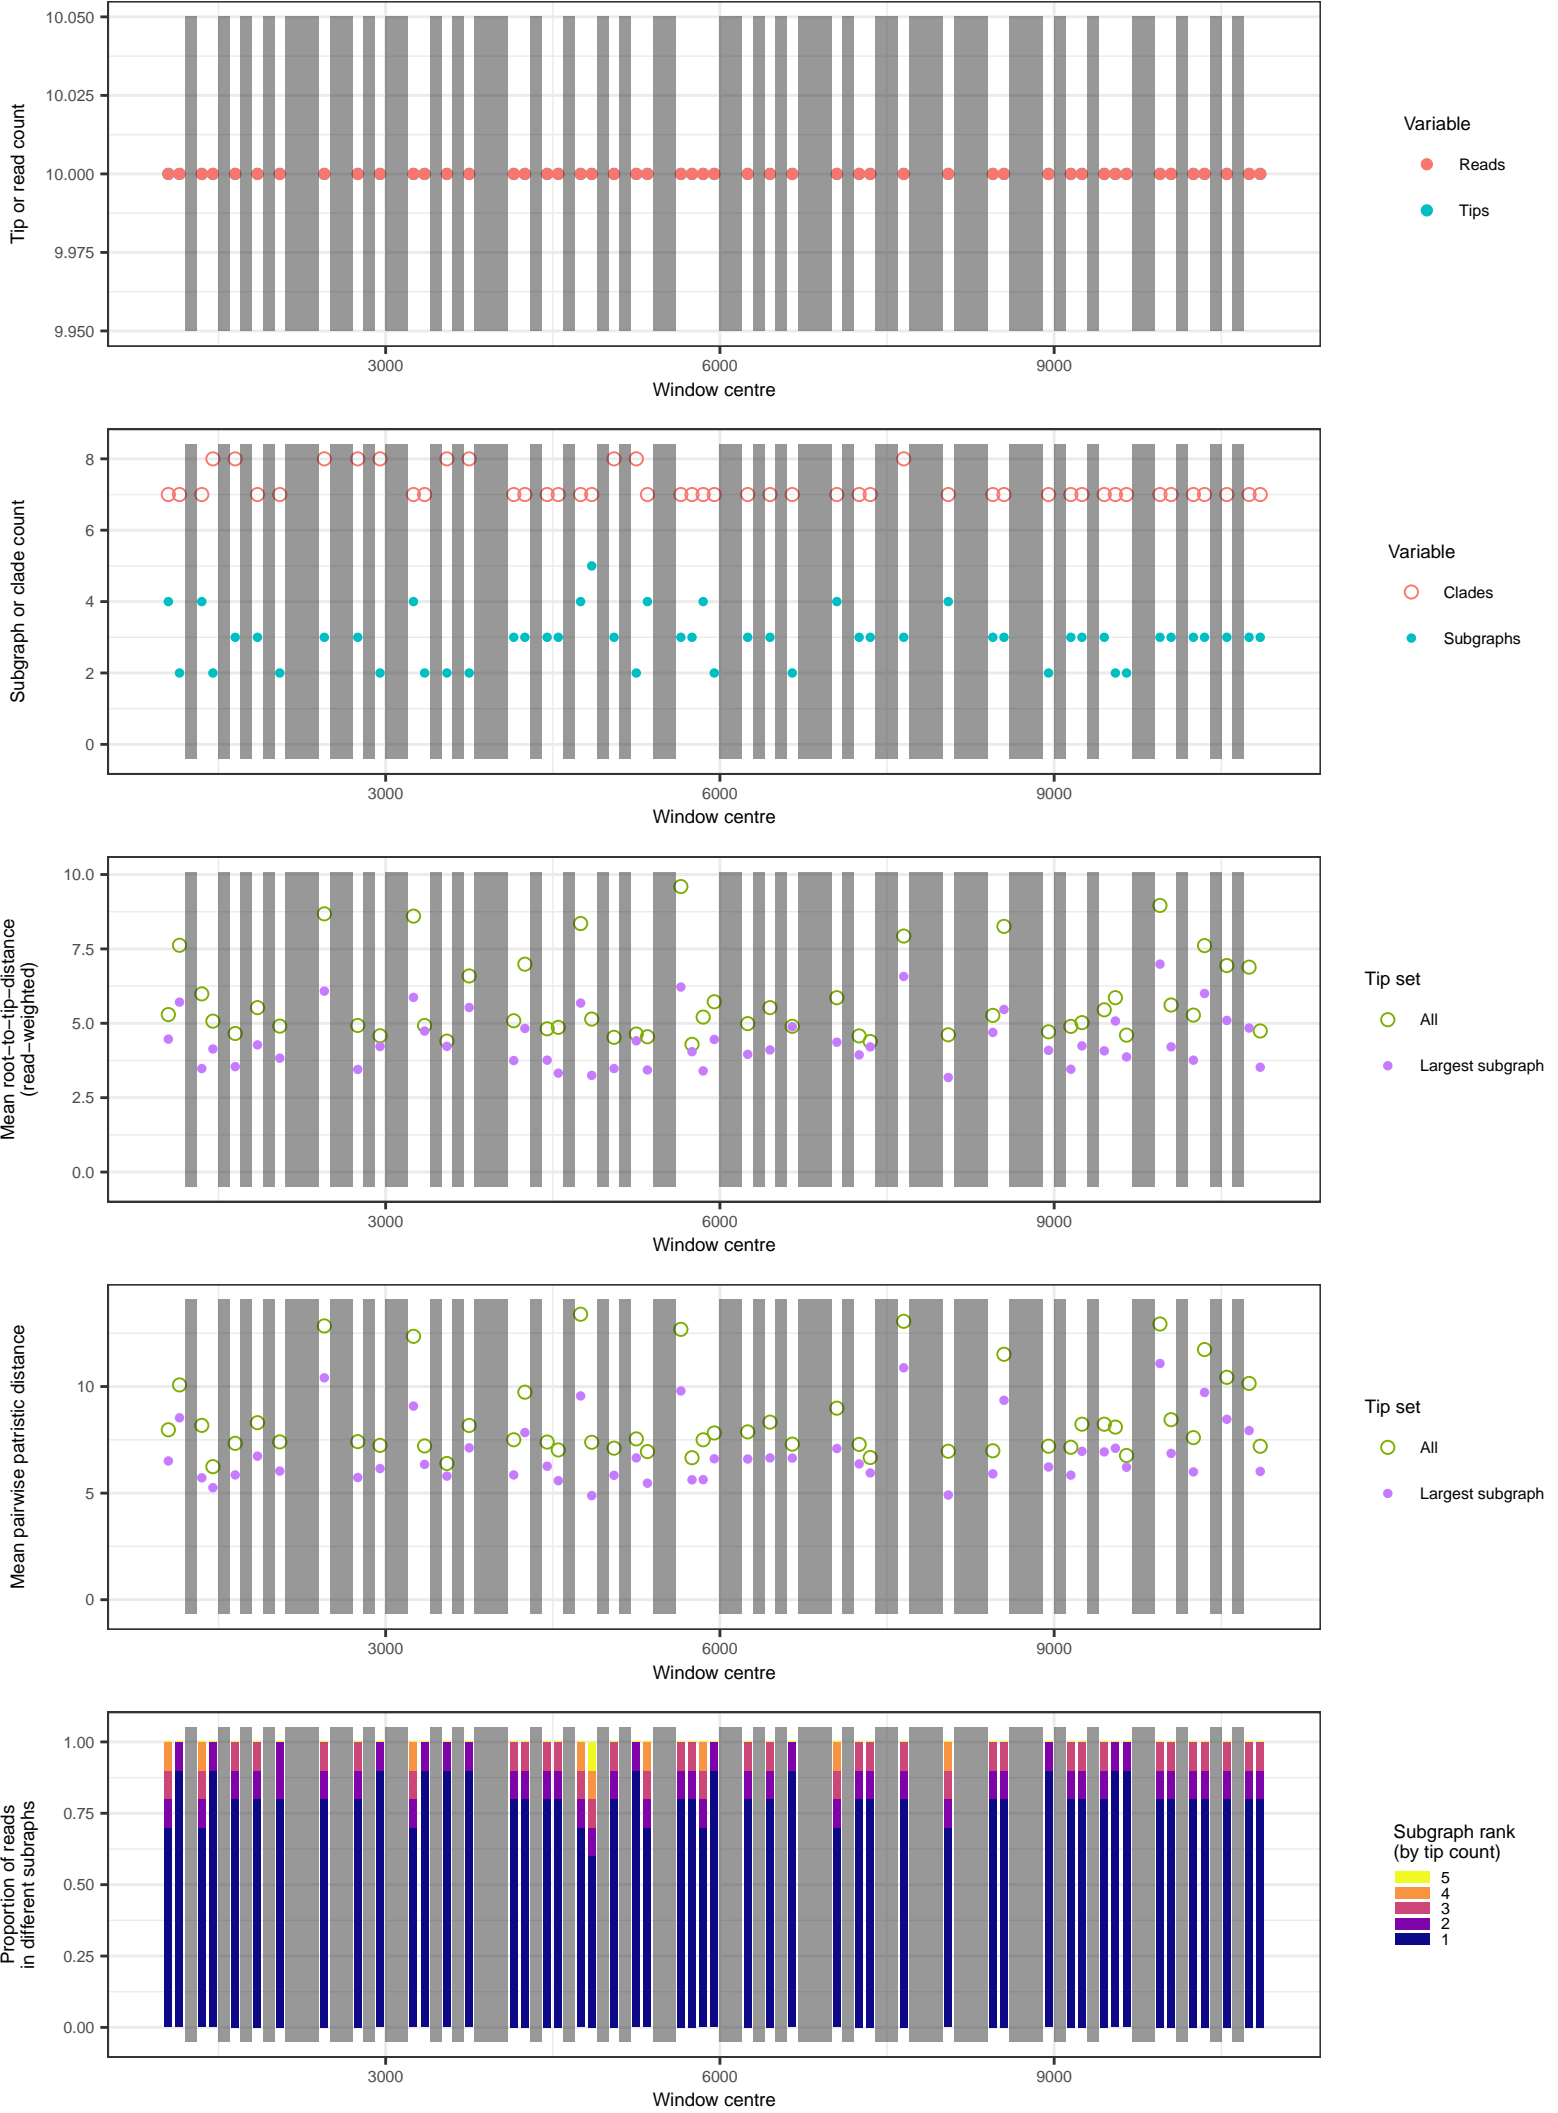 10.050
10.025
10.000
9.975
9.950
Tip or read count
3000
6000
9000
Window centre
Variable
Reads
Tips
8
6
4
2
0
Subgraph or clade count
3000
6000
9000
Window centre
Variable
Clades
Subgraphs
10.0
7.5
5.0
2.5
0.0
Mean root−to−tip−distance
(read−weighted)
3000
6000
9000
Window centre
Tip set
All
Largest subgraph
10
5
0
Mean pairwise patristic distance
3000
6000
9000
Window centre
Tip set
All
Largest subgraph
1.00
0.75
0.50
0.25
0.00
Proportion of reads
in different subraphs
3000
6000
9000
Window centre
Subgraph rank
(by tip count)
5
4
3
2
1